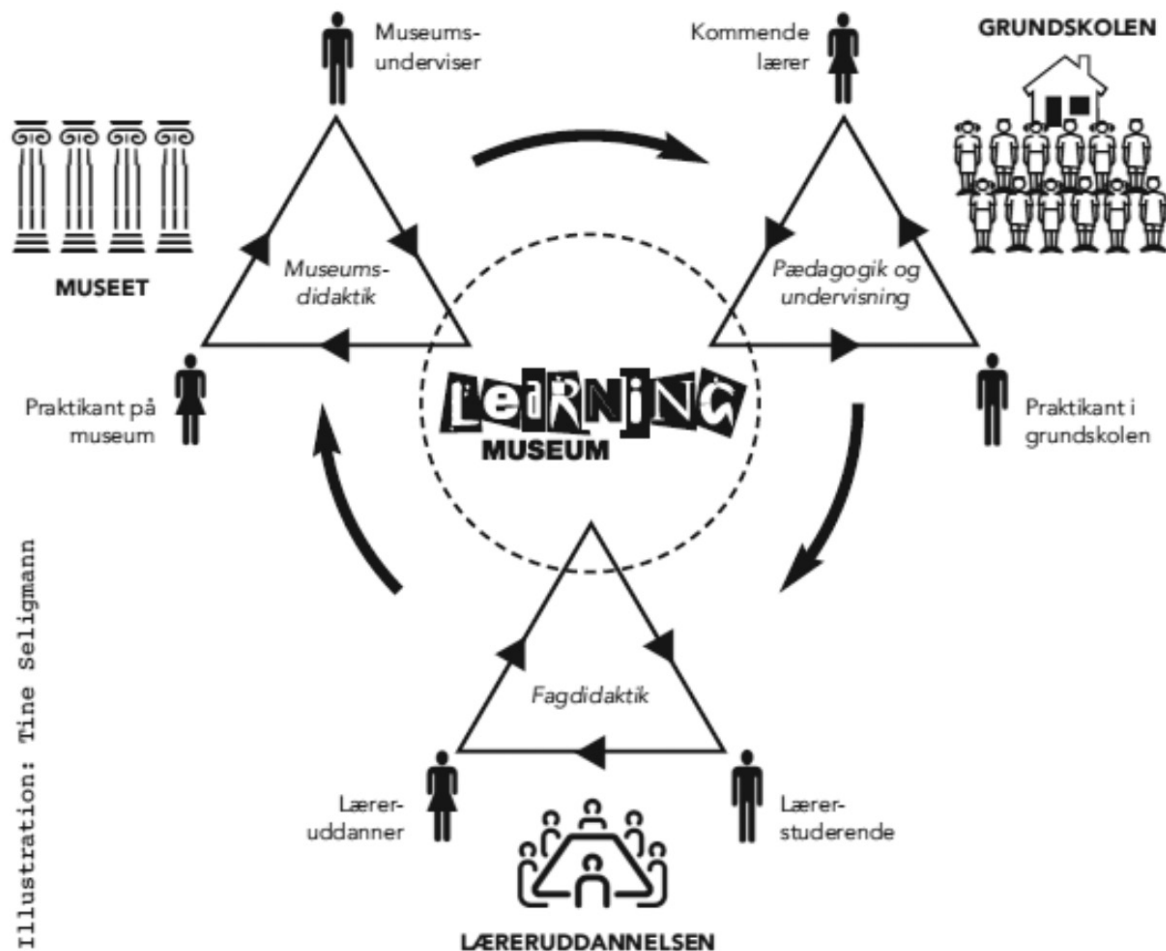 Museums-
underviser
Kommende
lærer
GRUNDSKOLEN
MUSEET
Museums-
didaktik
Pædagogik og
undervisning
Praktikant på
museum
LeaRNiNG
MUSEUM
Praktikant i
grundskolen
Fagdidaktik
Lærer-
uddanner
Lærer-
studerende
LÆRERUDDANNELSEN
Illustration: Tine Seligmann